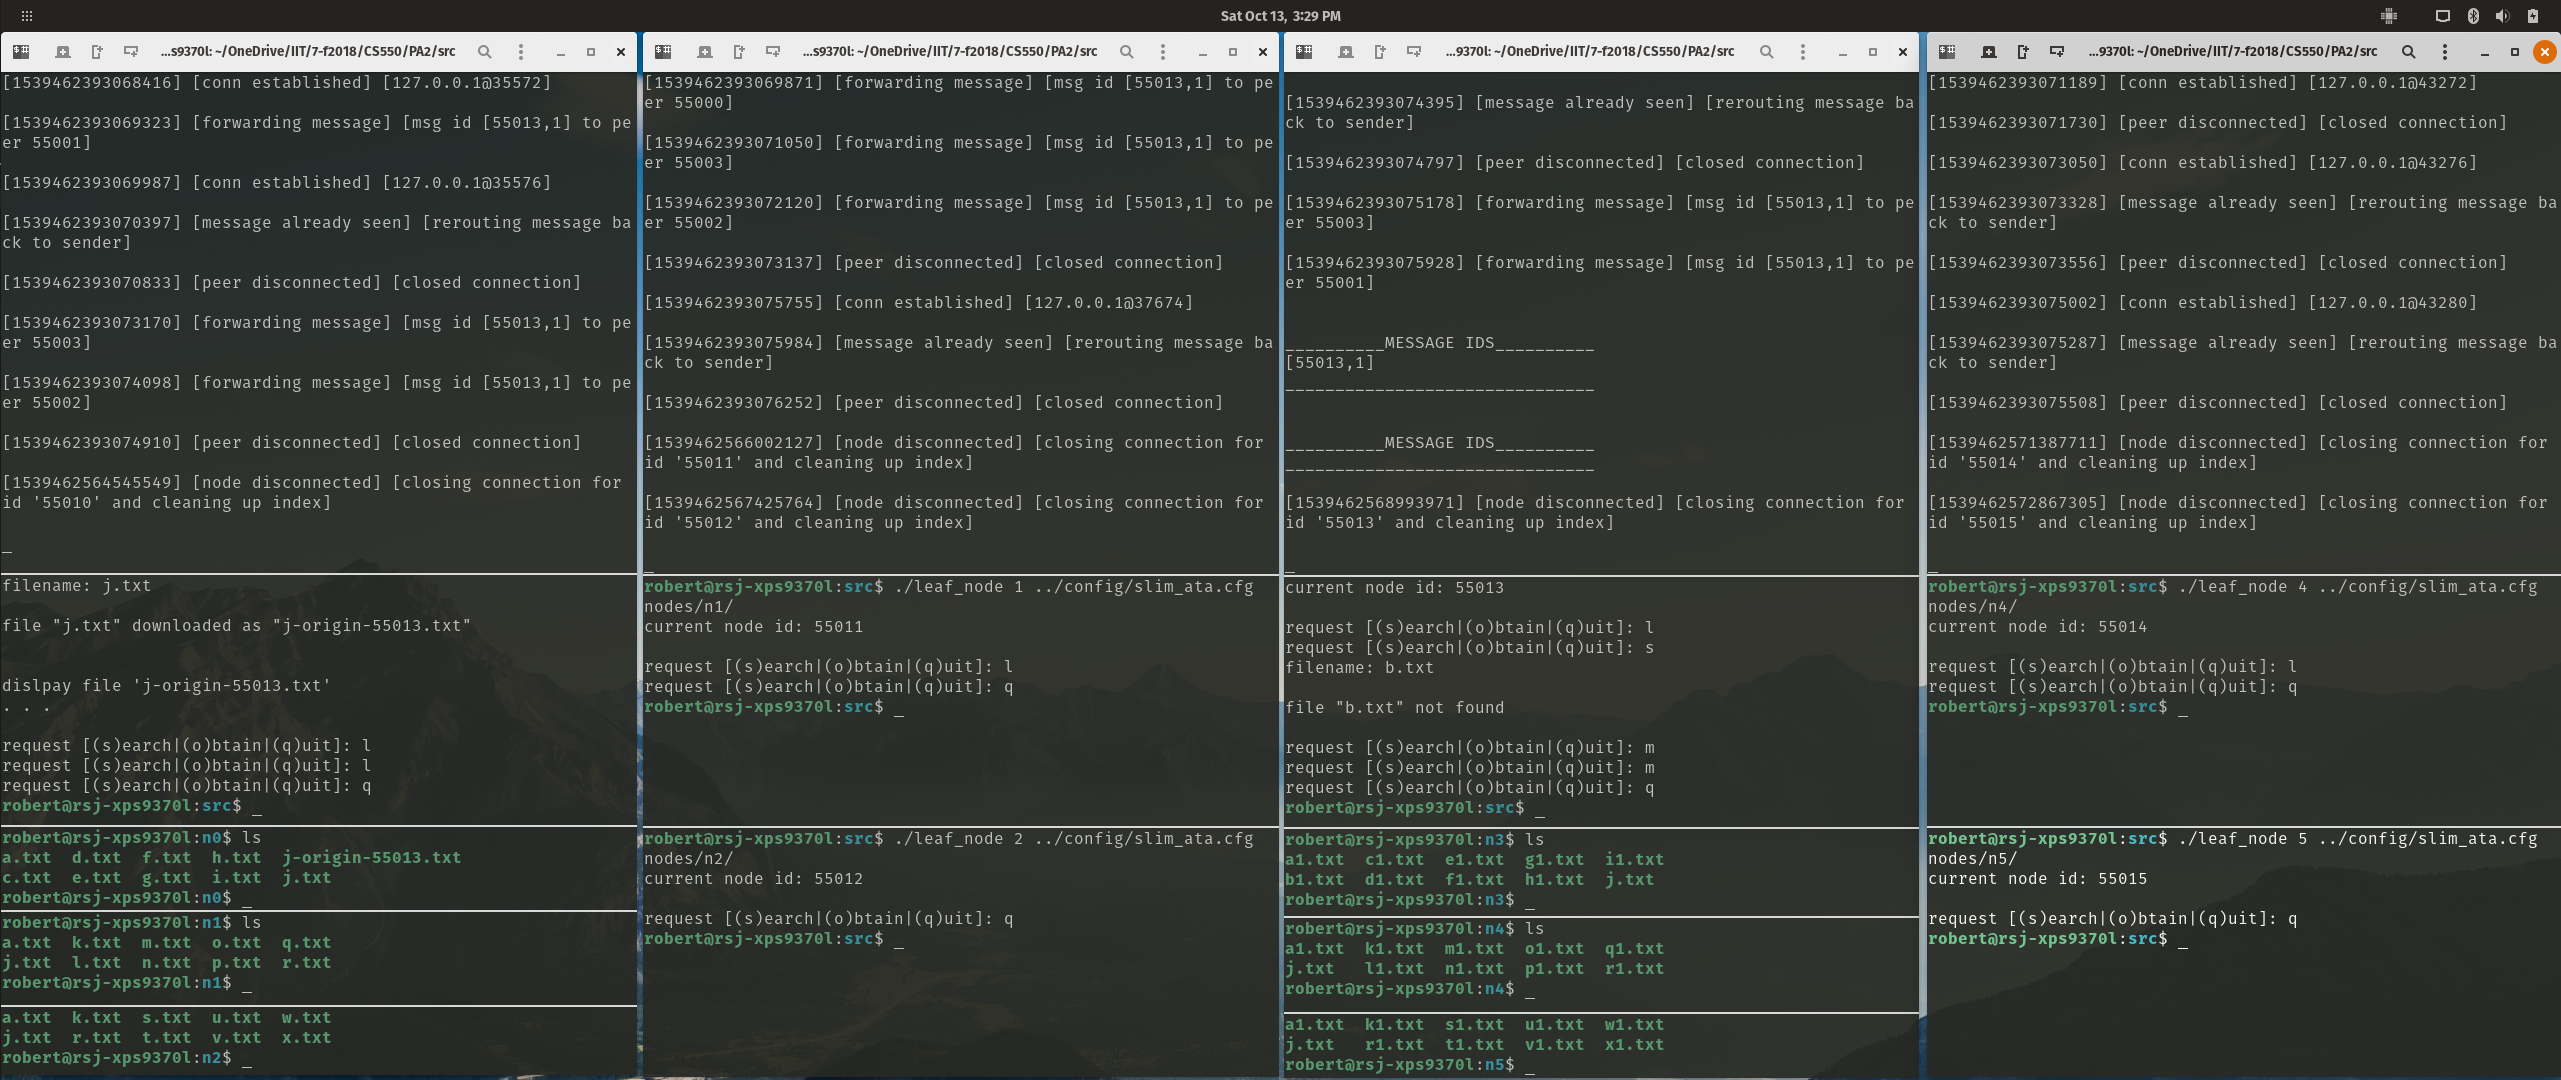 Sat Oct 13, 3:29 PM
...s9370l: ~/OneDrive/IIT/7-f2018/CS550/PA2/src
[1539462393068416] [conn established] [127.0.0.1@35572]
[1539462393069323] [forwarding message] [msg id [55013,1] to pe
er 55001]
[1539462393069987] [conn established] [127.0.0.1@35576]
[1539462393070397] [message already seen] [rerouting message ba
ck to sender]
[1539462393070833] [peer disconnected] [closed connection]
[1539462393073170] [forwarding message] [msg id [55013,1] to pe
er 55003]
[1539462393074098] [forwarding message] [msg id [55013,1] to pe
er 55002]
[1539462393074910] [peer disconnected] [closed connection]
[1539462564545549] [node disconnected] [closing connection for
id '55010' and cleaning up index]
_
filename: j.txt
file "j.txt" downloaded as "j-origin-55013.txt"
dislpay file 'j-origin-55013.txt'
. . .
request [(s)earch|(o)btain|(q)uit]: l
request [(s)earch|(o)btain|(q)uit]: l
request [(s)earch|(o)btain|(q)uit]: q
robert@rsj-xps9370l:src$ _
robert@rsj-xps9370l:n0$ ls
a.txt d.txt f.txt h.txt j-origin-55013.txt
c.txt e.txt g.txt i.txt j.txt
robert@rsj-xps9370l:n0$ _
robert@rsj-xps9370l:n1$ ls
a.txt k.txt m.txt o.txt q.txt
j.txt l.txt n.txt p.txt r.txt
robert@rsj-xps9370l:n1$ _
a.txt k.txt s.txt u.txt w.txt
j.txt r.txt t.txt v.txt x.txt
robert@rsj-xps9370l:n2$ _
...s9370l: ~/OneDrive/IIT/7-f2018/CS550/PA2/src
[1539462393069871] [forwarding message] [msg id [55013,1] to pe
er 55000]
[1539462393071050] [forwarding message] [msg id [55013,1] to pe
er 55003]
[1539462393072120] [forwarding message] [msg id [55013,1] to pe
er 55002]
[1539462393073137] [peer disconnected] [closed connection]
[1539462393075755] [conn established] [127.0.0.1@37674]
[1539462393075984] [message already seen] [rerouting message ba
ck to sender]
[1539462393076252] [peer disconnected] [closed connection]
[1539462566002127] [node disconnected] [closing connection for
id '55011' and cleaning up index]
[1539462567425764] [node disconnected] [closing connection for
id '55012' and cleaning up index]
_
robert@rsj-xps9370l:src$ ./leaf_node 1 ../config/slim_ata.cfg
nodes/n1/
current node id: 55011
request [(s)earch|(o)btain|(q)uit]: l
request [(s)earch|(o)btain|(q)uit]: q
robert@rsj-xps9370l:src$ _
robert@rsj-xps9370l:src$ ./leaf_node 2 ../config/slim_ata.cfg
nodes/n2/
current node id: 55012
request [(s)earch|(o)btain|(q)uit]: q
robert@rsj-xps9370l:src$ _
...9370l: ~/OneDrive/IIT/7-f2018/CS550/PA2/src
[1539462393074395] [message already seen] [rerouting message ba
ck to sender]
[1539462393074797] [peer disconnected] [closed connection]
[1539462393075178] [forwarding message] [msg id [55013,1] to pe
er 55003]
[1539462393075928] [forwarding message] [msg id [55013,1] to pe
er 55001]
__________MESSAGE IDS__________
[55013,1]
_______________________________
__________MESSAGE IDS__________
_______________________________
[1539462568993971] [node disconnected] [closing connection for
id '55013' and cleaning up index]
_
current node id: 55013
request [(s)earch|(o)btain|(q)uit]: l
request [(s)earch|(o)btain|(q)uit]: s
filename: b.txt
file "b.txt" not found
request [(s)earch|(o)btain|(q)uit]: m
request [(s)earch|(o)btain|(q)uit]: m
request [(s)earch|(o)btain|(q)uit]: q
robert@rsj-xps9370l:src$ _
robert@rsj-xps9370l:n3$ ls
a1.txt c1.txt e1.txt g1.txt i1.txt
b1.txt d1.txt f1.txt h1.txt j.txt
robert@rsj-xps9370l:n3$ _
robert@rsj-xps9370l:n4$ ls
a1.txt k1.txt m1.txt o1.txt q1.txt
j.txt l1.txt n1.txt p1.txt r1.txt
robert@rsj-xps9370l:n4$ _
a1.txt k1.txt s1.txt u1.txt w1.txt
j.txt r1.txt t1.txt v1.txt x1.txt
robert@rsj-xps9370l:n5$ _
...9370l: ~/OneDrive/IIT/7-f2018/CS550/PA2/src
[1539462393071189] [conn established] [127.0.0.1@43272]
[1539462393071730] [peer disconnected] [closed connection]
[1539462393073050] [conn established] [127.0.0.1@43276]
[1539462393073328] [message already seen] [rerouting message ba
ck to sender]
[1539462393073556] [peer disconnected] [closed connection]
[1539462393075002] [conn established] [127.0.0.1@43280]
[1539462393075287] [message already seen] [rerouting message ba
ck to sender]
[1539462393075508] [peer disconnected] [closed connection]
[1539462571387711] [node disconnected] [closing connection for
id '55014' and cleaning up index]
[1539462572867305] [node disconnected] [closing connection for
id '55015' and cleaning up index]
_
robert@rsj-xps9370l:src$ ./leaf_node 4 ../config/slim_ata.cfg
nodes/n4/
current node id: 55014
request [(s)earch|(o)btain|(q)uit]: l
request [(s)earch|(o)btain|(q)uit]: q
robert@rsj-xps9370l:src$ _
robert@rsj-xps9370l:src$ ./leaf_node 5 ../config/slim_ata.cfg
nodes/n5/
current node id: 55015
request [(s)earch|(o)btain|(q)uit]: q
robert@rsj-xps9370l:src$ _